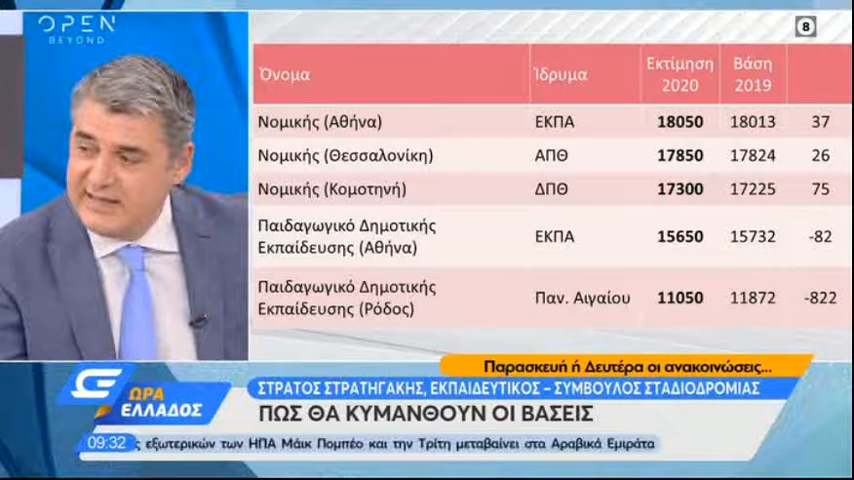 OPEN
BEYOND
8
Όνομα Ίδρυμα Εκτίμηση 2020 Βάση 2019
Νομικής (Αθήνα) ΕΚΠΑ 18050 18013 37
Νομικής (Θεσσαλονίκη) ΑΠΘ 17850 17824 26
Νομικής (Κομοτηνή) ΔΠΘ 17300 17225 75
Παιδαγωγικό Δημοτικής
Εκπαίδευσης (Αθήνα) ΕΚΠΑ 15650 15732 -82
Παιδαγωγικό Δημοτικής
Εκπαίδευσης (Ρόδος) Παν. Αιγαίου 11050 11872 -822
Παρασκευή ή Δευτέρα οι ανακοινώσεις...
ΩΡΑ
ΕΛΛΑΔΟΣ
ΣΤΡΑΤΟΣ ΣΤΡΑΤΗΓΑΚΗΣ, ΕΚΠΑΙΔΕΥΤΙΚΟΣ – ΣΥΜΒΟΥΛΟΣ ΣΤΑΔΙΟΔΡΟΜΙΑΣ
ΠΩΣ ΘΑ ΚΥΜΑΝΘΟΥΝ ΟΙ ΒΑΣΕΙΣ
09:32 ς εξωτερικών των ΗΠΑ Μάικ Πομπέο και την Τρίτη μεταβαίνει στα Αραβικά Εμιράτα